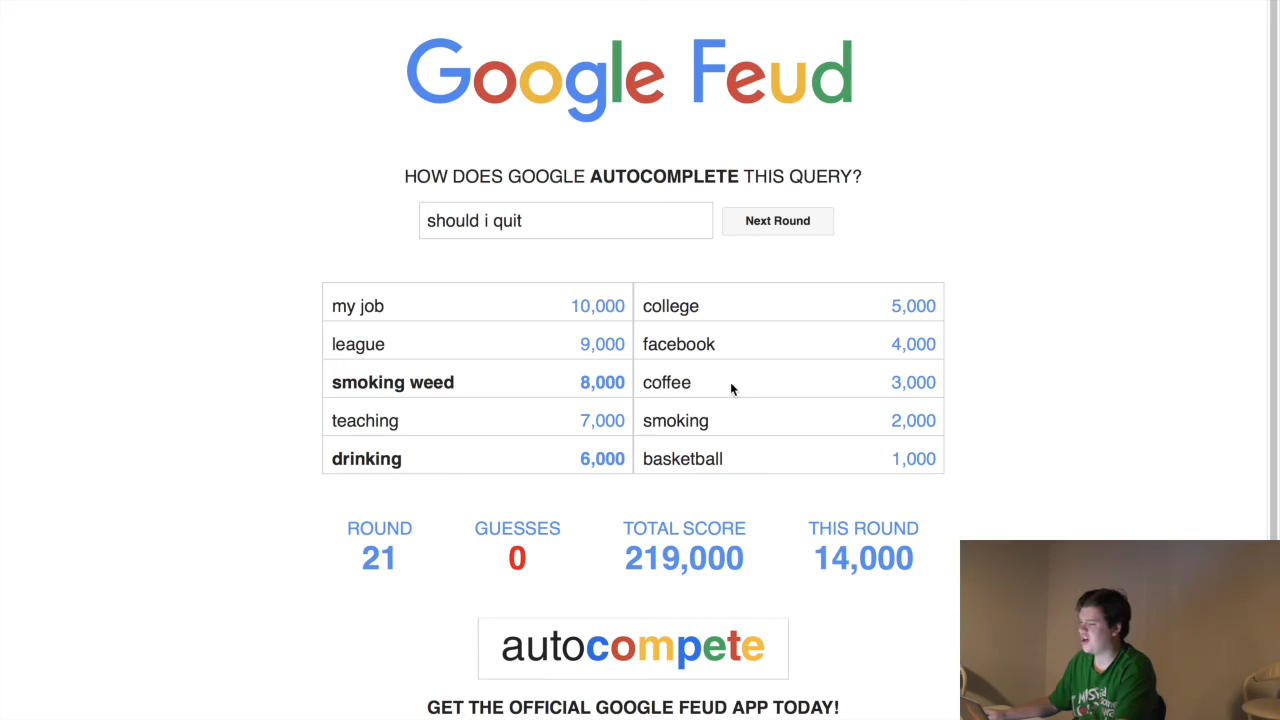 Google Feud
HOW DOES GOOGLE AUTOCOMPLETE THIS QUERY?
should i quit
Next Round
my job 10,000 college 5,000
league 9,000 facebook 4,000
smoking weed 8,000 coffee 3,000
teaching 7,000 smoking 2,000
drinking 6,000 basketball 1,000
ROUND GUESSES TOTAL SCORE THIS ROUND
21 0 219,000 14,000
autocompete
GET THE OFFICIAL GOOGLE FEUD APP TODAY!